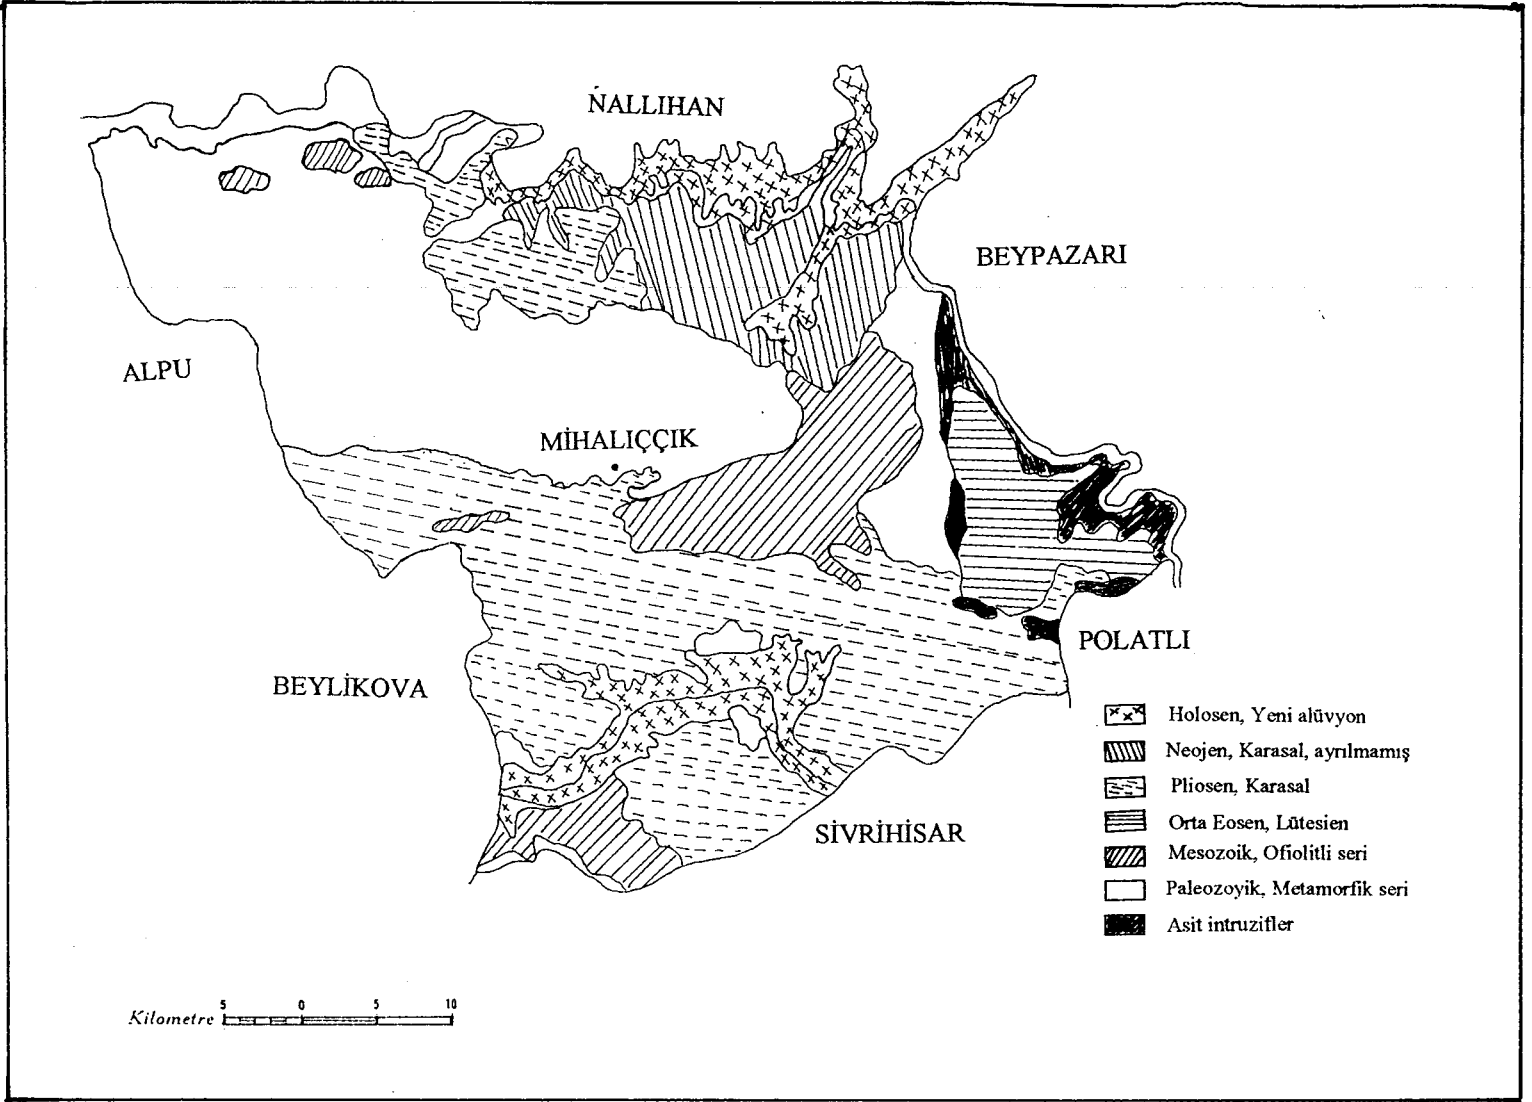 NALLIHAN
BEYPAZARI
ALPU
MİHALIÇÇIK
POLATLI
BEYLİKOVA
SİVRİHİSAR
Holosen, Yeni alüvyon
Neojen, Karasal, ayrılmamış
Pliosen, Karasal
Orta Eosen, Lütesien
Mesozoik, Ofiolitli seri
Paleozoyik, Metamorfik seri
Asit intruzifler
5 0 5 10
Kilometre